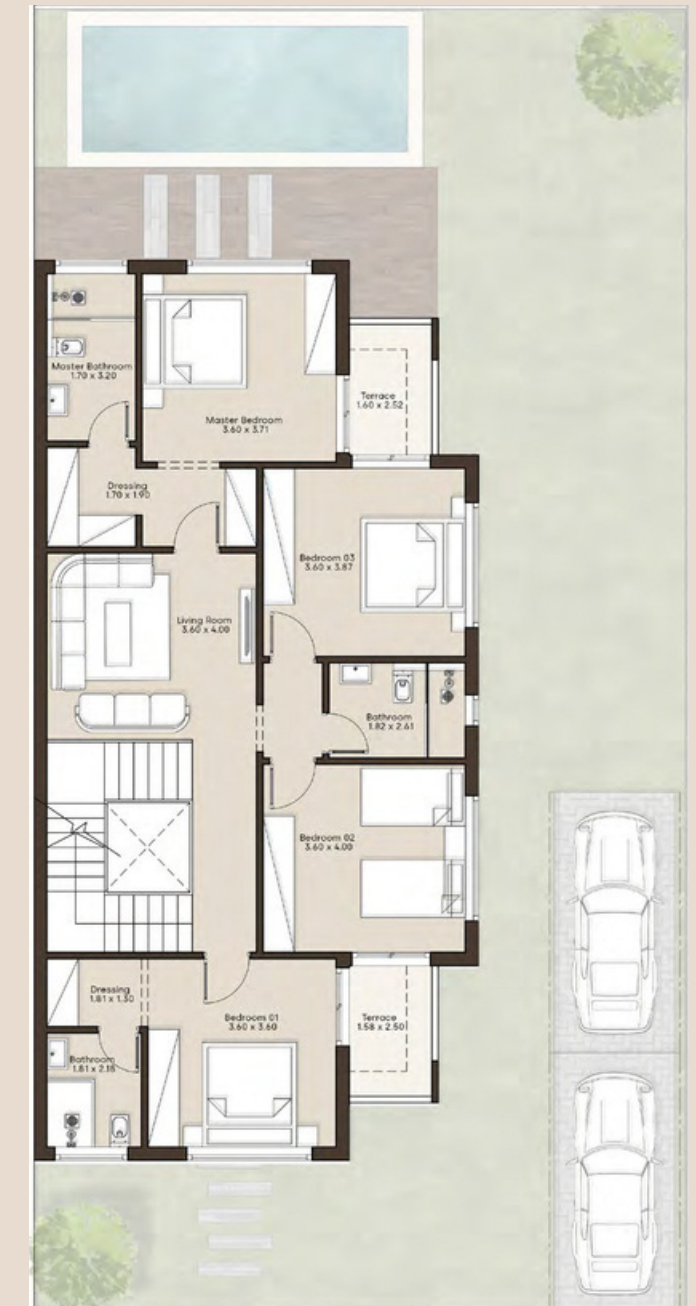 Master Bathroom
1.70 x 3.20
Master Bedroom
3.60 x 3.71
Terrace
1.60 x 2.52
Dressing
1.70 x 1.90
Bedroom 03
3.60 x 3.87
Living Room
3.60 x 4.00
Bathroom
1.82 x 2.61
Bedroom 02
3.60 x 4.00
Dressing
1.81 x 1.30
Bedroom 01
3.60 x 3.60
Terrace
1.58 x 2.50
Bathroom
1.81 x 2.18